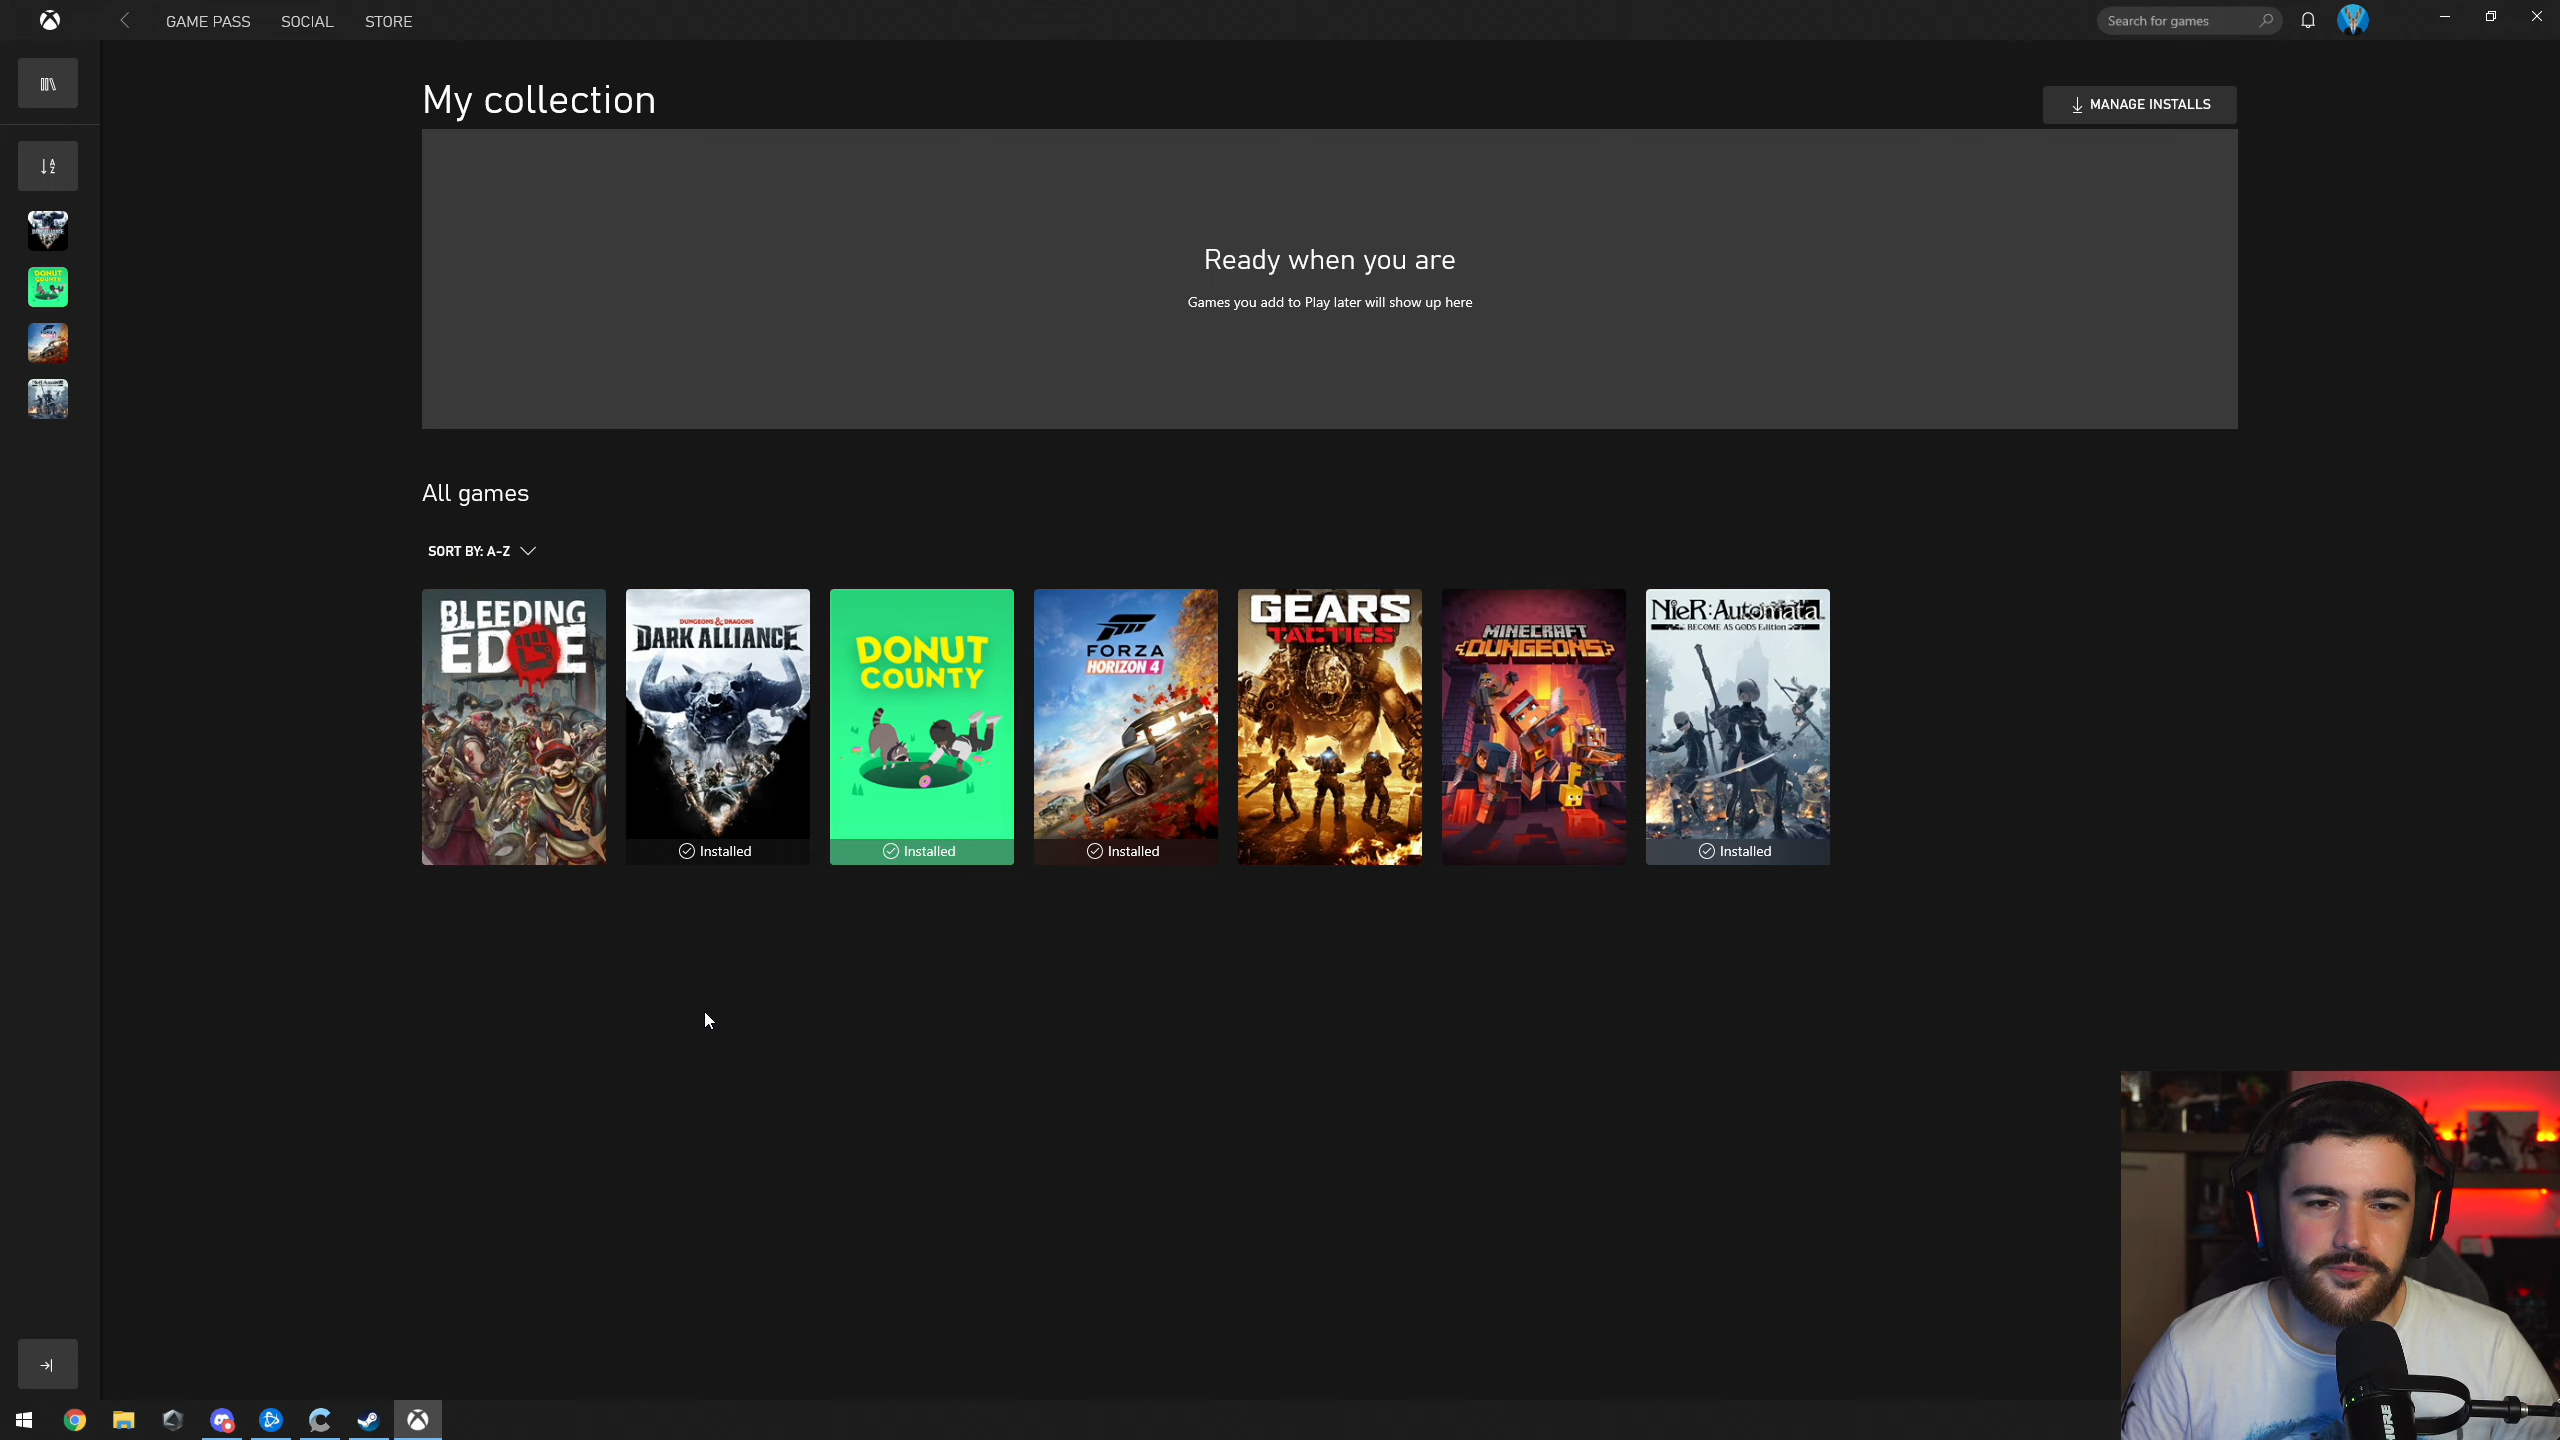 GAME PASS SOCIAL STORE
Search for games
My collection
MANAGE INSTALLS
Ready when you are
Games you add to Play later will show up here
All games
SORT BY: A-Z
BLEEDING
EDGE
DUNGEONS & DRAGONS
DARK ALLIANCE
Installed
DONUT
COUNTY
Installed
FORZA
HORIZON 4
Installed
GEARS
TACTICS
MINECRAFT
DUNGEONS
NieR:Automata
BECOME AS GODS Edition
Installed
DONUT
COUNTY